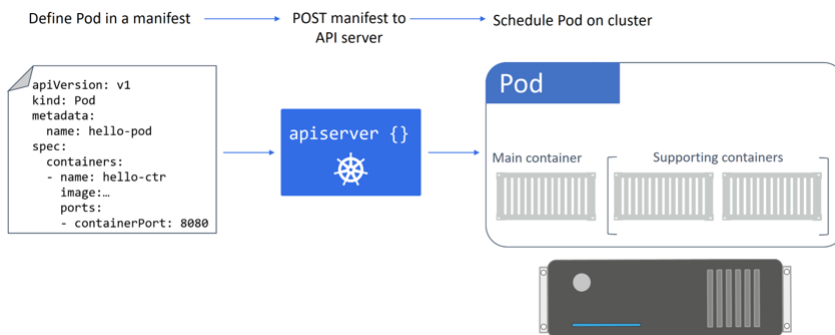 Define Pod in a manifest
POST manifest to
API server
Schedule Pod on cluster
apiVersion: v1
kind: Pod
metadata:
  name: hello-pod
spec:
  containers:
  - name: hello-ctr
    image:…
    ports:
    - containerPort: 8080
apiserver {}
Pod
Main container
Supporting containers